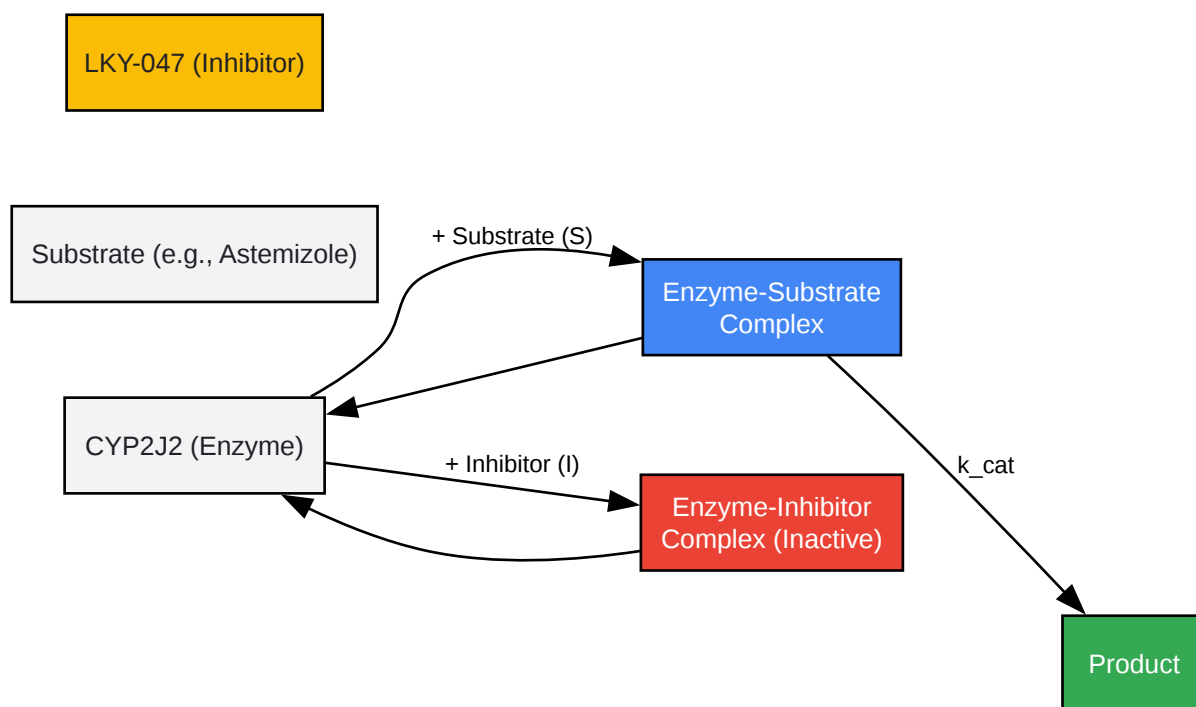 LKY-047 (Inhibitor)
Substrate (e.g., Astemizole)
+ Substrate (S)
Enzyme-Substrate
Complex
CYP2J2 (Enzyme)
+ Inhibitor (I)
k_cat
Enzyme-Inhibitor
Complex (Inactive)
Product